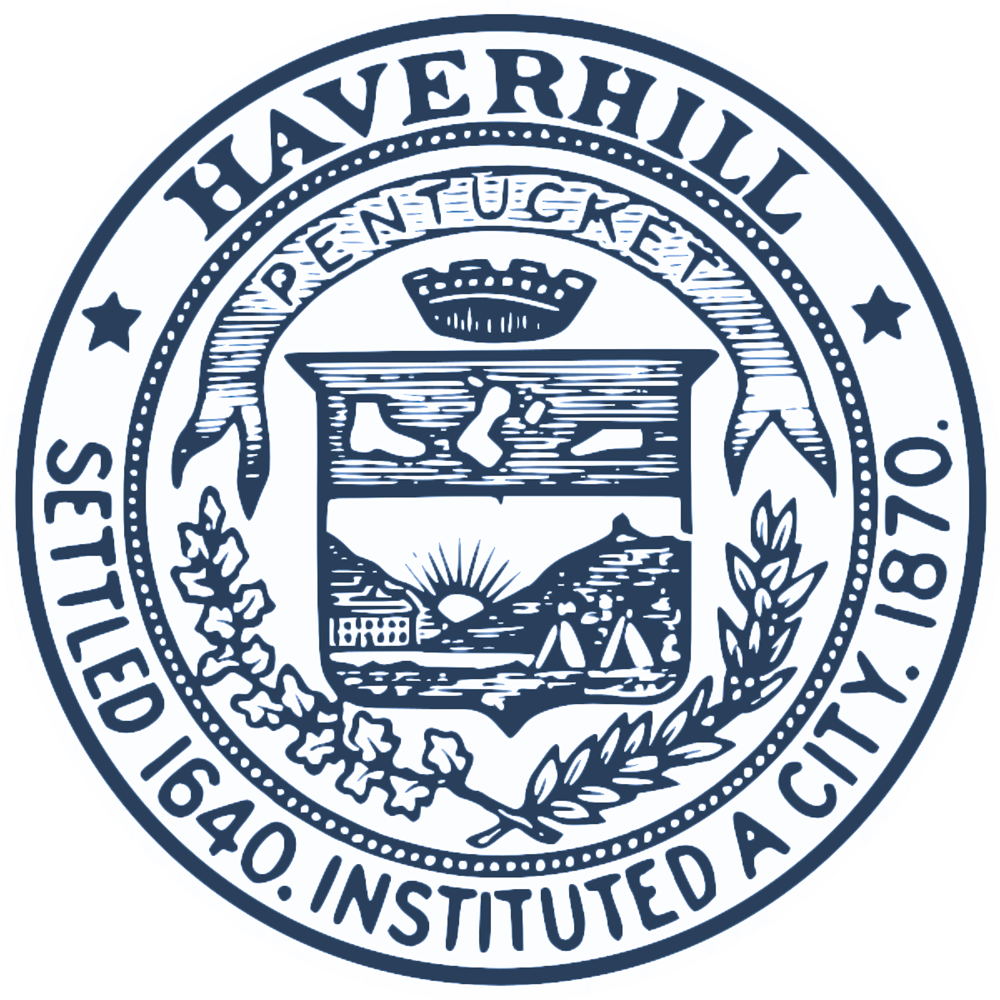 HAVERHILL
PENTUCKET
SETTLED 1640. INSTITUTED A CITY. 1870.